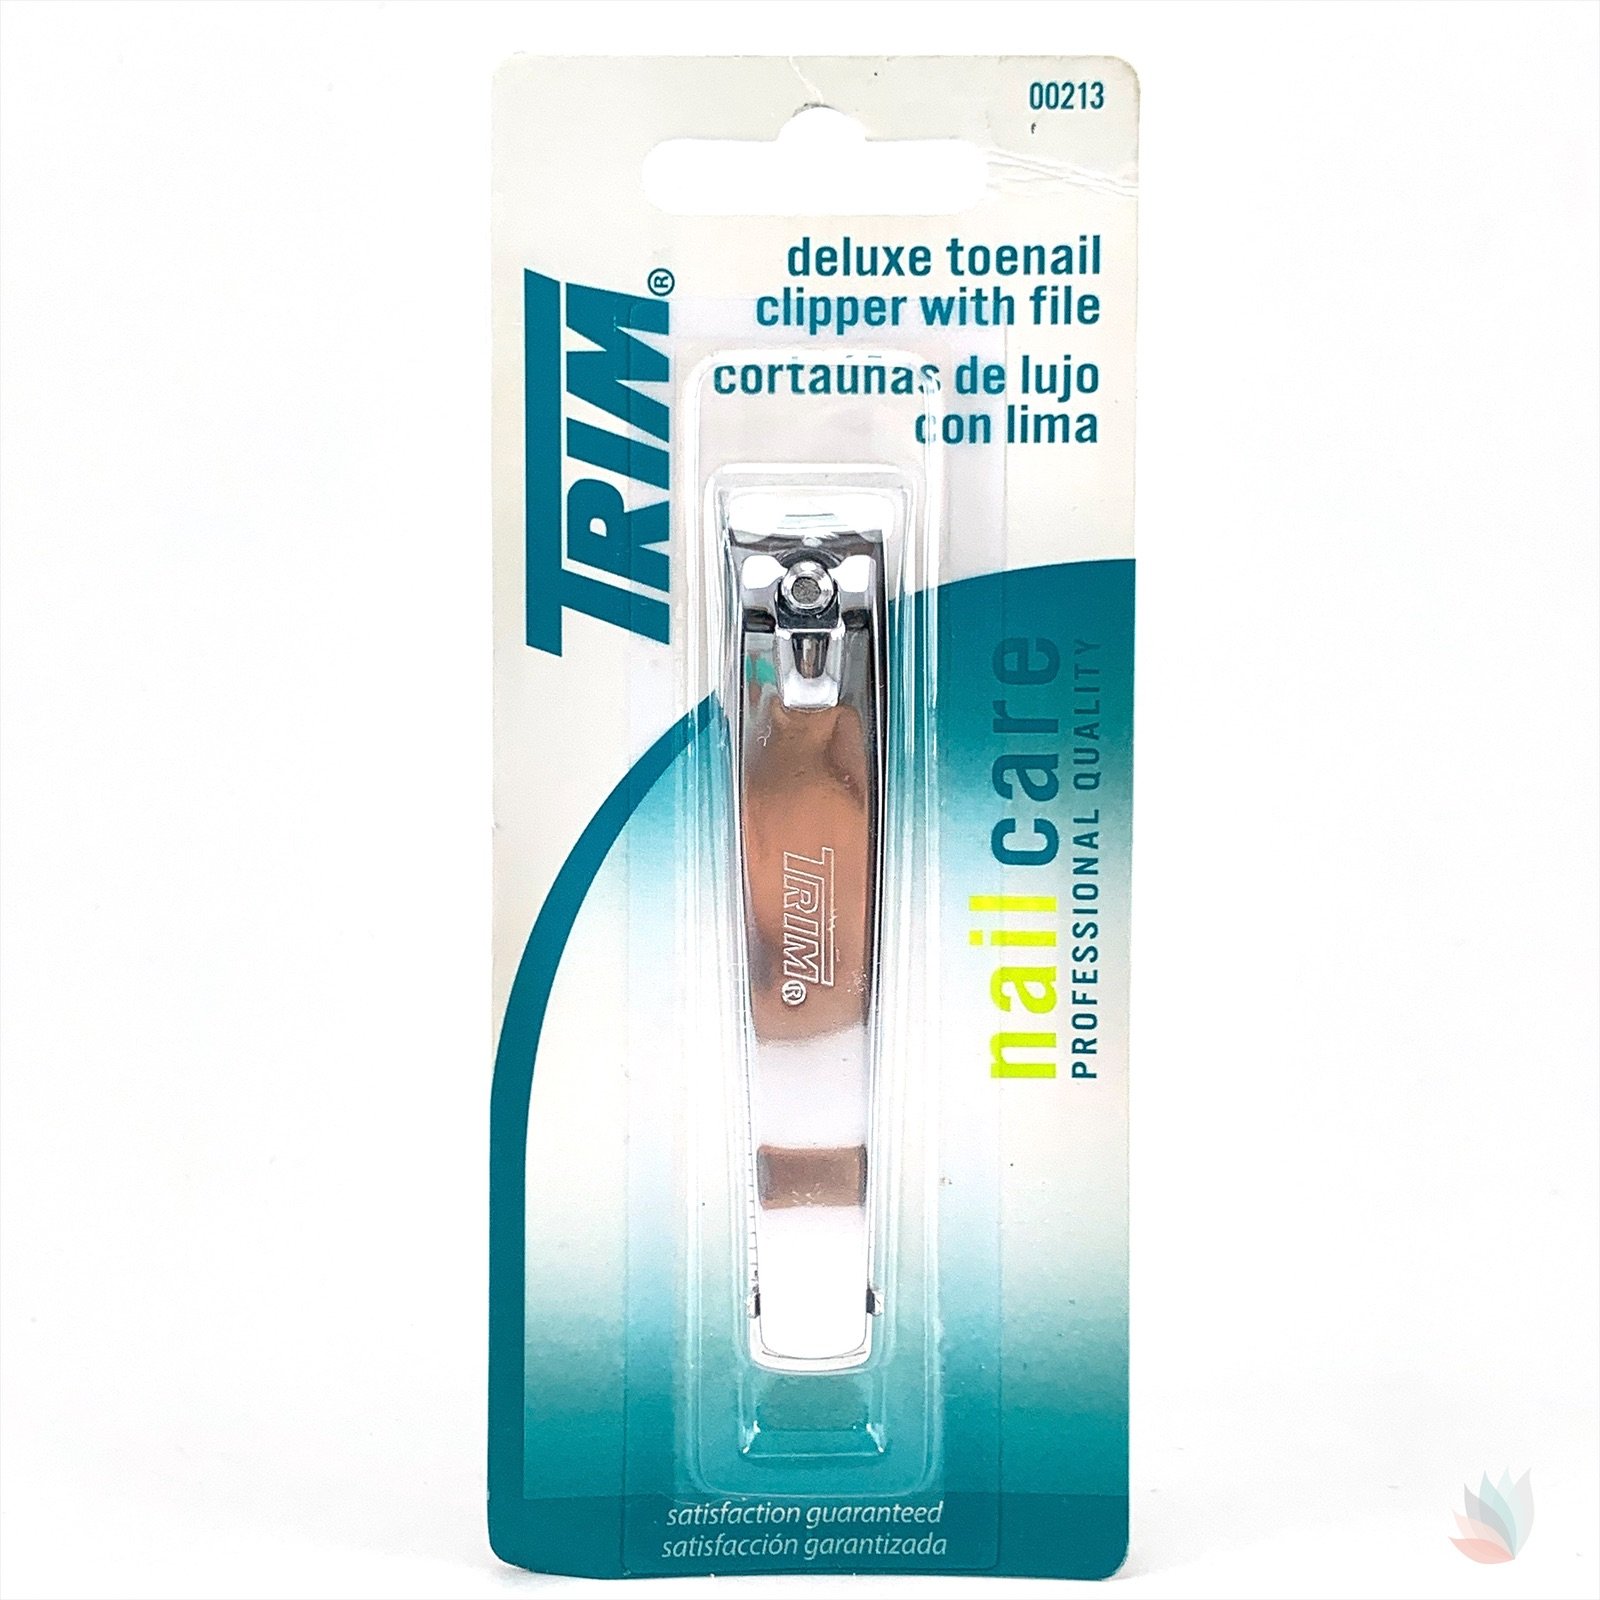 00213
deluxe toenail
clipper with file
cortaúñas de lujo
con lima
TRIM®
TRIM®
nail care
PROFESSIONAL QUALITY
satisfaction guaranteed
satisfacción garantizada